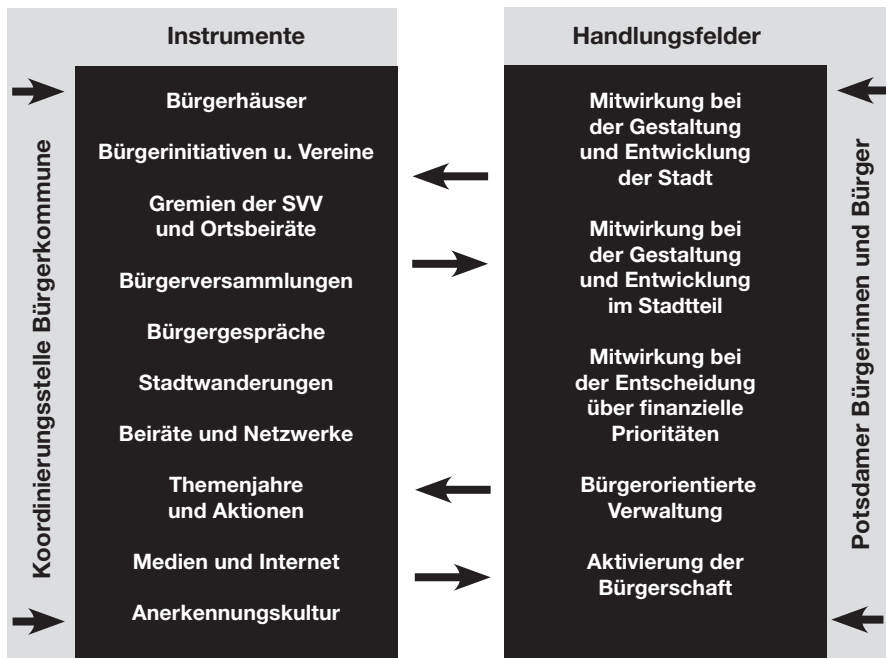 Instrumente
Koordinierungsstelle Bürgerkommune
Bürgerhäuser
Bürgerinitiativen u. Vereine
Gremien der SVV
und Ortsbeiräte
Bürgerversammlungen
Bürgergespräche
Stadtwanderungen
Beiräte und Netzwerke
Themenjahre
und Aktionen
Medien und Internet
Anerkennungskultur
Handlungsfelder
Mitwirkung bei
der Gestaltung
und Entwicklung
der Stadt
Mitwirkung bei
der Gestaltung
und Entwicklung
im Stadtteil
Mitwirkung bei
der Entscheidung
über finanzielle
Prioritäten
Bürgerorientierte
Verwaltung
Aktivierung der
Bürgerschaft
Potsdamer Bürgerinnen und Bürger